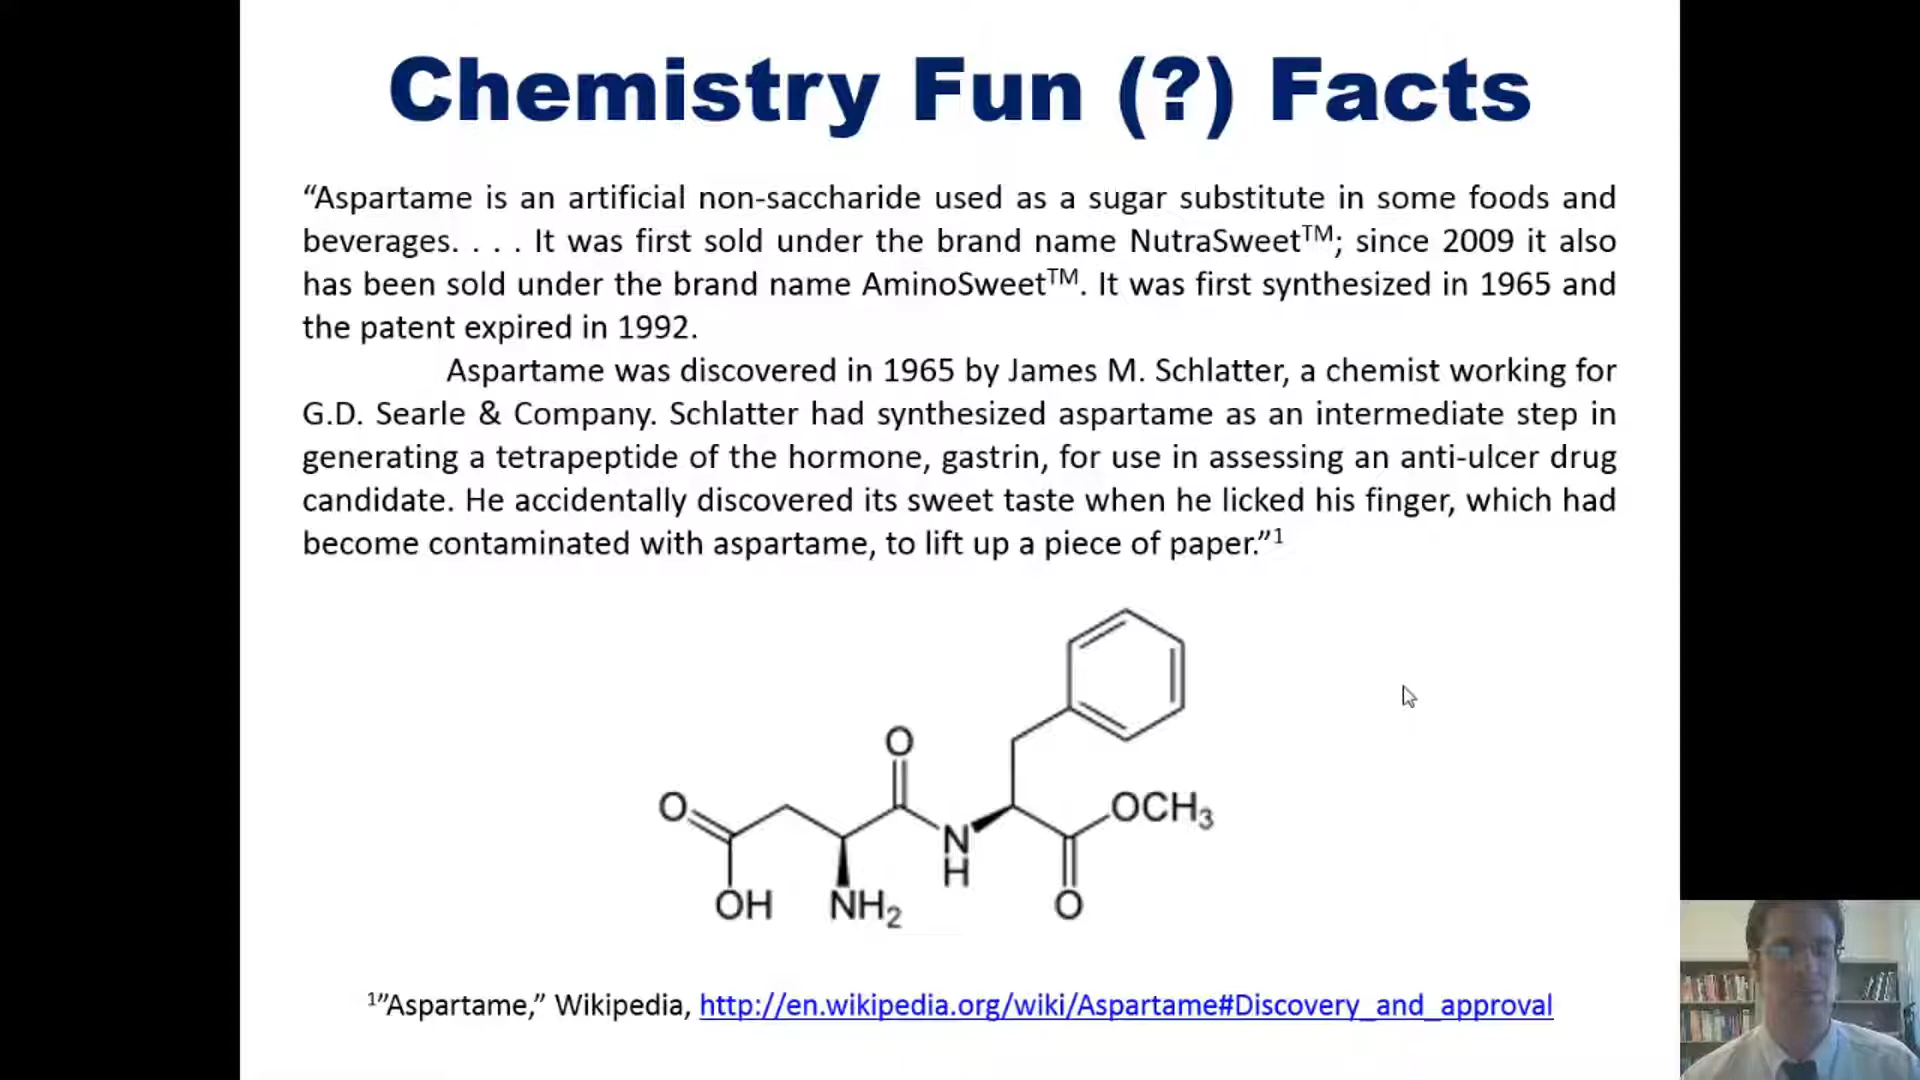 Chemistry Fun (?) Facts
“Aspartame is an artificial non-saccharide used as a sugar substitute in some foods and
beverages. . . . It was first sold under the brand name NutraSweet™; since 2009 it also
has been sold under the brand name AminoSweet™. It was first synthesized in 1965 and
the patent expired in 1992.
Aspartame was discovered in 1965 by James M. Schlatter, a chemist working for
G.D. Searle & Company. Schlatter had synthesized aspartame as an intermediate step in
generating a tetrapeptide of the hormone, gastrin, for use in assessing an anti-ulcer drug
candidate. He accidentally discovered its sweet taste when he licked his finger, which had
become contaminated with aspartame, to lift up a piece of paper.”¹
O
O
OCH₃
N
H
OH
NH₂
O
¹”Aspartame,” Wikipedia, http://en.wikipedia.org/wiki/Aspartame#Discovery_and_approval